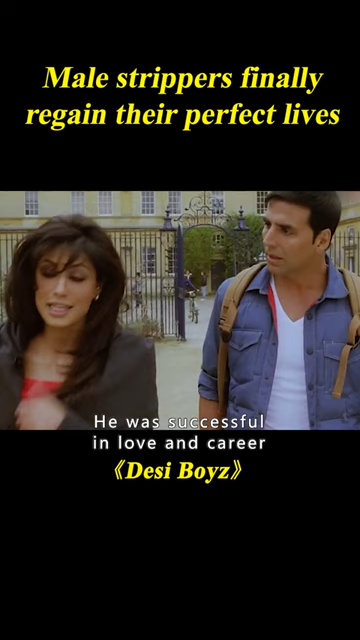 Male strippers finally
regain their perfect lives
He was successful
in love and career
《Desi Boyz》